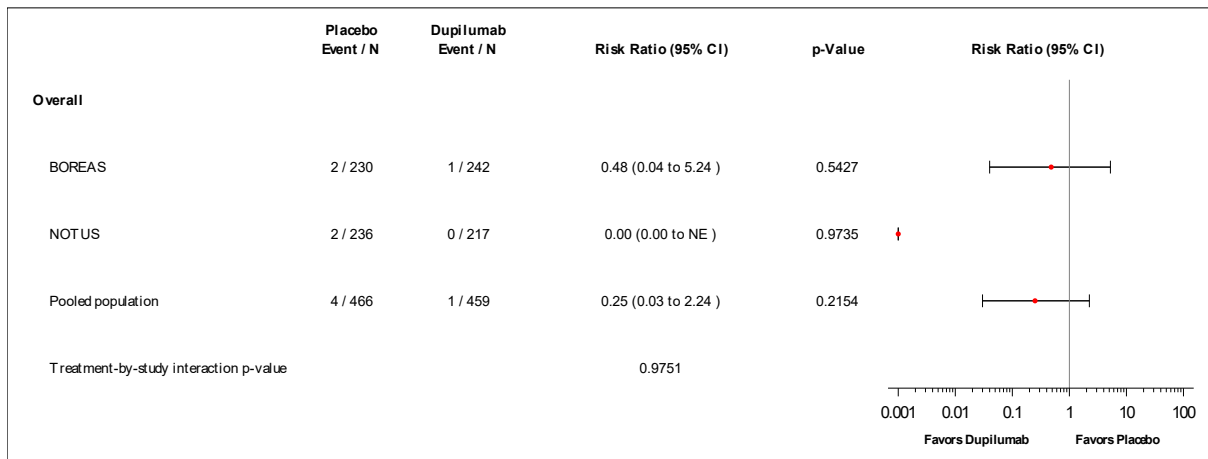 Placebo Event / N Dupilumab Event / N Risk Ratio (95% CI) p-Value Risk Ratio (95% CI)
Overall
BOREAS 2 / 230 1 / 242 0.48 (0.04 to 5.24 ) 0.5427
NOTUS 2 / 236 0 / 217 0.00 (0.00 to NE ) 0.9735
Pooled population 4 / 466 1 / 459 0.25 (0.03 to 2.24 ) 0.2154
Treatment-by-study interaction p-value 0.9751
0.001 0.01 0.1 1 10 100
Favors Dupilumab Favors Placebo